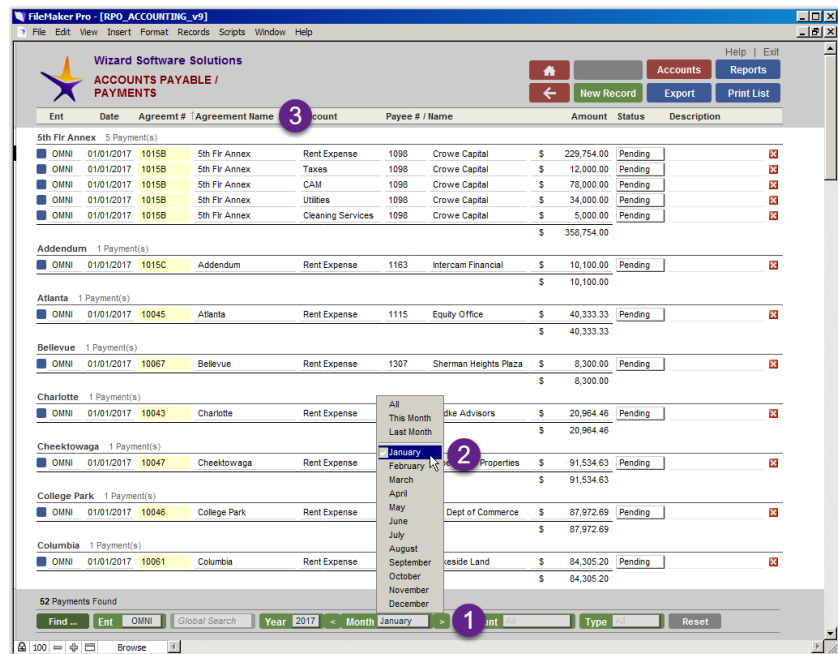 FileMaker Pro - [RPO_ACCOUNTING_v9]
File Edit View Insert Format Records Scripts Window Help
Help | Exit
Wizard Software Solutions
ACCOUNTS PAYABLE /
PAYMENTS
Accounts Reports
New Record Export Print List
Ent Date Agreemt # ↑Agreement Name 3 count Payee # / Name Amount Status Description
5th Flr Annex 5 Payment(s)
OMNI 01/01/2017 1015B 5th Flr Annex Rent Expense 1098 Crowe Capital $ 229,754.00 Pending
OMNI 01/01/2017 1015B 5th Flr Annex Taxes 1098 Crowe Capital $ 12,000.00 Pending
OMNI 01/01/2017 1015B 5th Flr Annex CAM 1098 Crowe Capital $ 78,000.00 Pending
OMNI 01/01/2017 1015B 5th Flr Annex Utilities 1098 Crowe Capital $ 34,000.00 Pending
OMNI 01/01/2017 1015B 5th Flr Annex Cleaning Services 1098 Crowe Capital $ 5,000.00 Pending
$ 358,754.00
Addendum 1 Payment(s)
OMNI 01/01/2017 1015C Addendum Rent Expense 1163 Intercam Financial $ 10,100.00 Pending
$ 10,100.00
Atlanta 1 Payment(s)
OMNI 01/01/2017 10045 Atlanta Rent Expense 1115 Equity Office $ 40,333.33 Pending
$ 40,333.33
Bellevue 1 Payment(s)
OMNI 01/01/2017 10067 Bellevue Rent Expense 1307 Sherman Heights Plaza $ 8,300.00 Pending
$ 8,300.00
Charlotte 1 Payment(s)
OMNI 01/01/2017 10043 Charlotte Rent Expense dke Advisors $ 20,964.46 Pending
$ 20,964.46
Cheektowaga 1 Payment(s)
OMNI 01/01/2017 10047 Cheektowaga Rent Expense Properties $ 91,534.63 Pending
$ 91,534.63
College Park 1 Payment(s)
OMNI 01/01/2017 10046 College Park Rent Expense Dept of Commerce $ 87,972.69 Pending
$ 87,972.69
Columbia 1 Payment(s)
OMNI 01/01/2017 10061 Columbia Rent Expense keside Land $ 84,305.20 Pending
$ 84,305.20
All
This Month
Last Month
January 2
February
March
April
May
June
July
August
September
October
November
December
52 Payments Found
Find ... Ent OMNI Global Search Year 2017 < Month January > 1 nt All Type All Reset
100 Browse